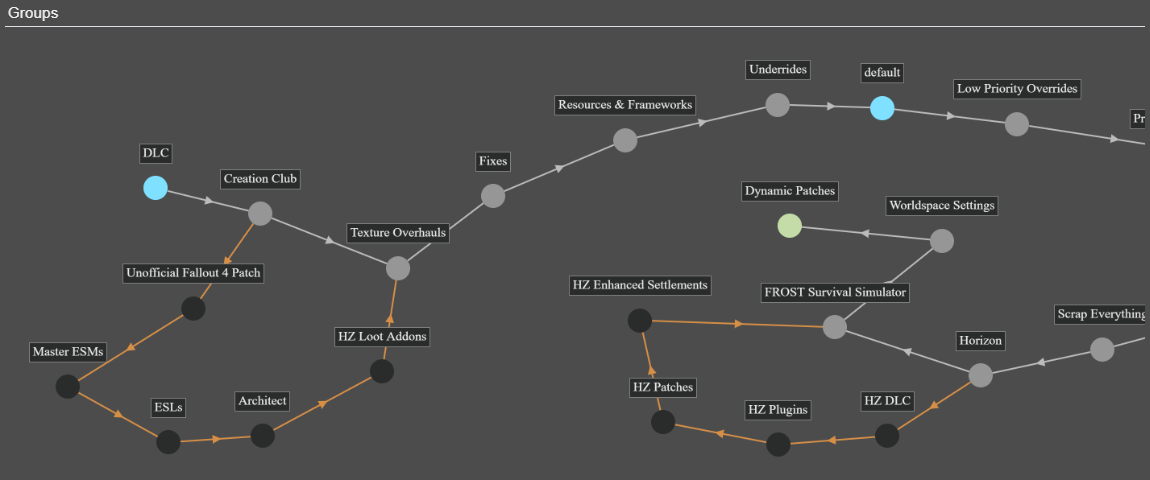 Groups
Underrides
default
Low Priority Overrides
Resources & Frameworks
Pr
DLC
Fixes
Creation Club
Dynamic Patches
Worldspace Settings
Texture Overhauls
Unofficial Fallout 4 Patch
HZ Enhanced Settlements
FROST Survival Simulator
Scrap Everything
HZ Loot Addons
Horizon
Master ESMs
HZ Patches
ESLs
Architect
HZ Plugins
HZ DLC